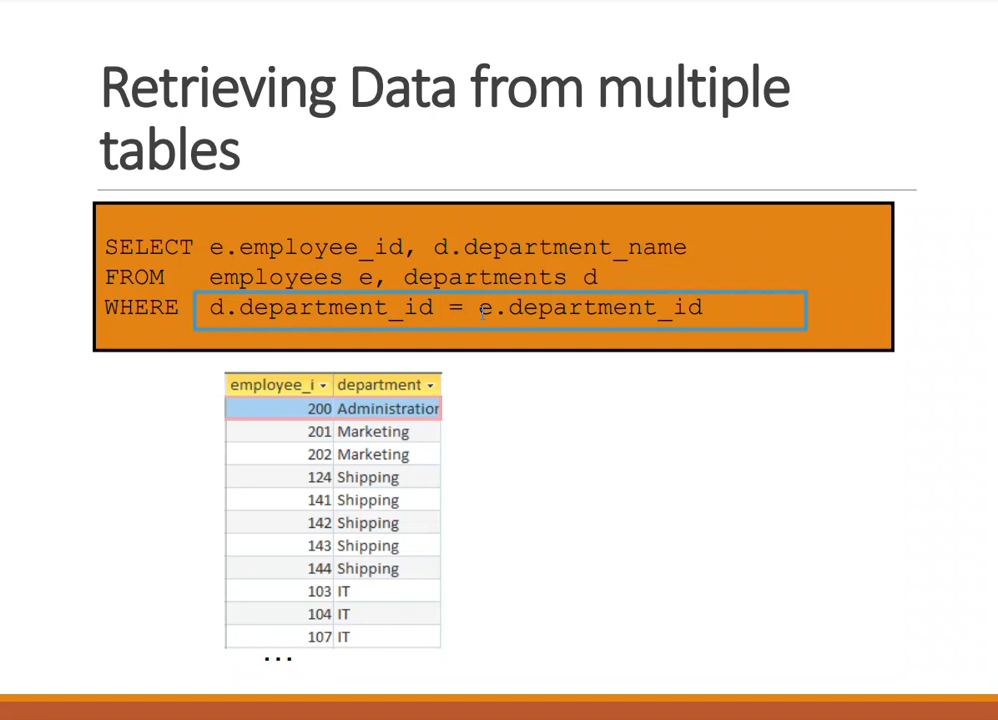 Retrieving Data from multiple
tables
SELECT e.employee_id, d.department_name
FROM employees e, departments d
WHERE d.department_id = e.department_id
employee_i department
200 Administration
201 Marketing
202 Marketing
124 Shipping
141 Shipping
142 Shipping
143 Shipping
144 Shipping
103 IT
104 IT
107 IT
...